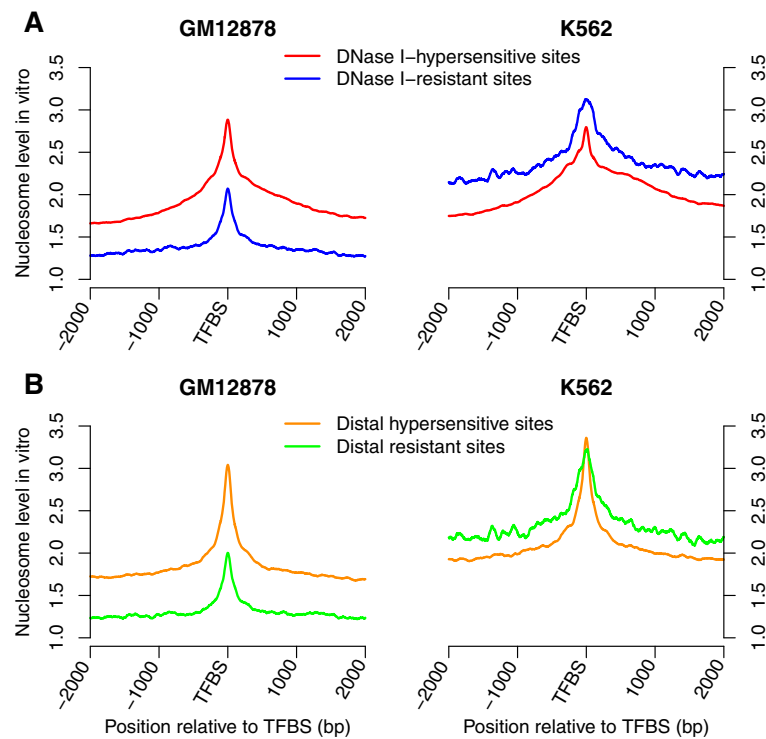 A
GM12878
K562
DNase I−hypersensitive sites
DNase I−resistant sites
Nucleosome level in vitro
1.0 1.5 2.0 2.5 3.0 3.5
1.0 1.5 2.0 2.5 3.0 3.5
−2000 −1000 TFBS 1000 2000
−2000 −1000 TFBS 1000 2000
B
GM12878
K562
Distal hypersensitive sites
Distal resistant sites
Nucleosome level in vitro
1.0 1.5 2.0 2.5 3.0 3.5
1.0 1.5 2.0 2.5 3.0 3.5
−2000 −1000 TFBS 1000 2000
−2000 −1000 TFBS 1000 2000
Position relative to TFBS (bp)
Position relative to TFBS (bp)